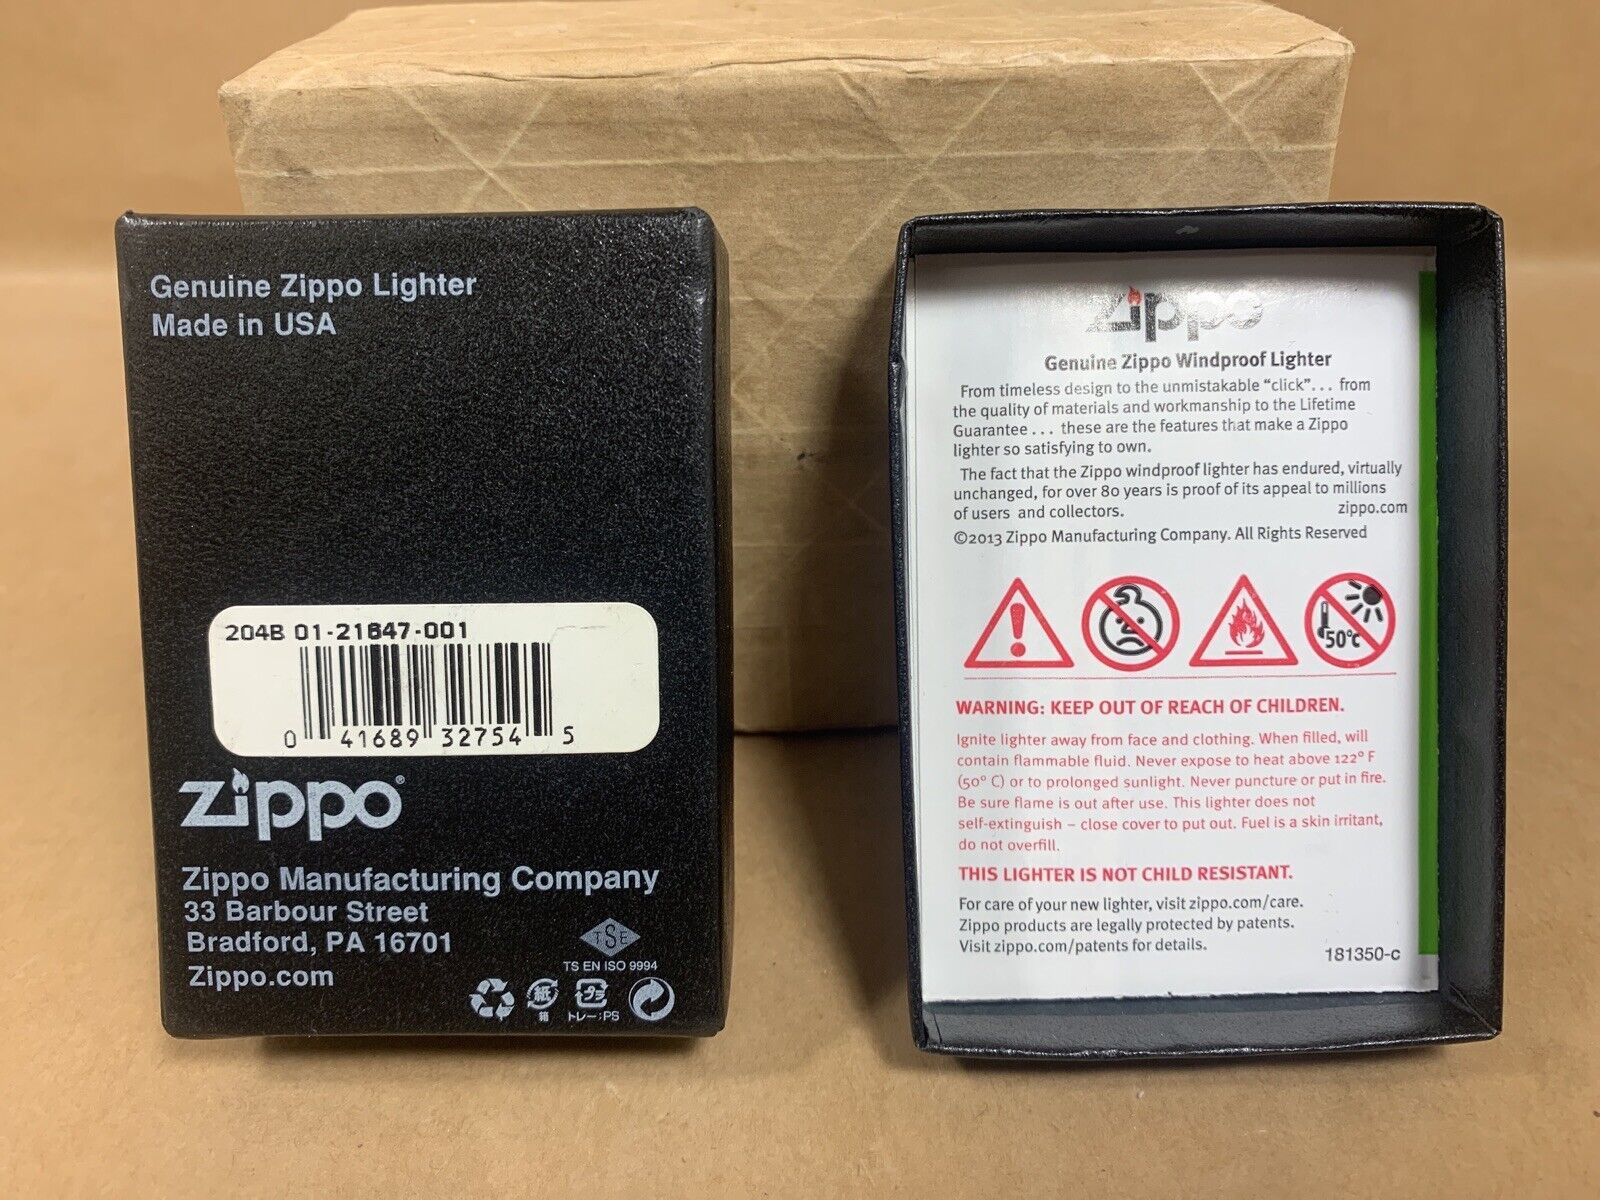 Genuine Zippo Lighter
Made in USA
204B 01-21847-001
0 41689 32754 5
zippo®
Zippo Manufacturing Company
33 Barbour Street
Bradford, PA 16701
Zippo.com
TSE
TS EN ISO 9994
紙
プラ
箱
トレー:PS
zippo
Genuine Zippo Windproof Lighter
From timeless design to the unmistakable “click”... from
the quality of materials and workmanship to the Lifetime
Guarantee ... these are the features that make a Zippo
lighter so satisfying to own.
The fact that the Zippo windproof lighter has endured, virtually
unchanged, for over 80 years is proof of its appeal to millions
of users and collectors.
zippo.com
©2013 Zippo Manufacturing Company. All Rights Reserved
50°C
WARNING: KEEP OUT OF REACH OF CHILDREN.
Ignite lighter away from face and clothing. When filled, will
contain flammable fluid. Never expose to heat above 122° F
(50° C) or to prolonged sunlight. Never puncture or put in fire.
Be sure flame is out after use. This lighter does not
self-extinguish – close cover to put out. Fuel is a skin irritant,
do not overfill.
THIS LIGHTER IS NOT CHILD RESISTANT.
For care of your new lighter, visit zippo.com/care.
Zippo products are legally protected by patents.
Visit zippo.com/patents for details.
181350-c